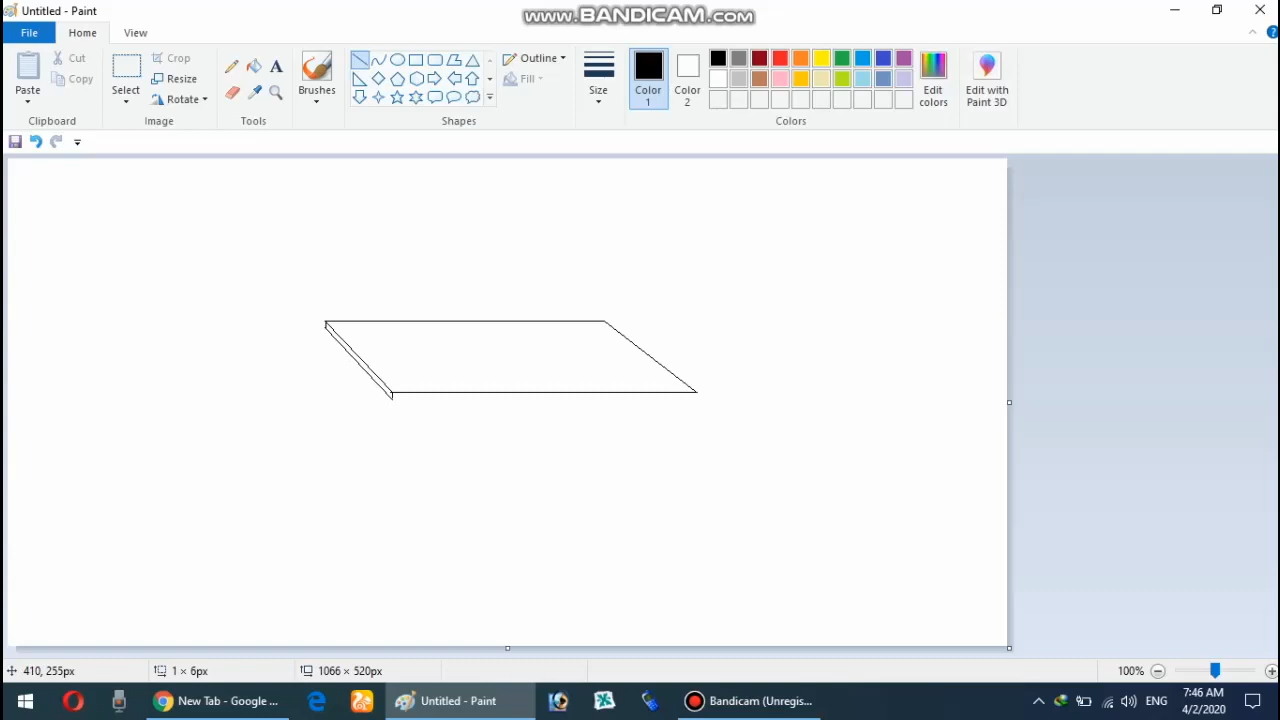 Untitled - Paint
www.BANDICAM.com
File
Home
View
Paste
Cut
Copy
Clipboard
Select
Crop
Resize
Rotate
Image
Tools
Brushes
Shapes
Outline
Fill
Size
Color
1
Color
2
Colors
Edit
colors
Edit with
Paint 3D
410, 255px
1 × 6px
1066 × 520px
100%
New Tab - Google ...
Untitled - Paint
Bandicam (Unregis...
ENG
7:46 AM
4/2/2020